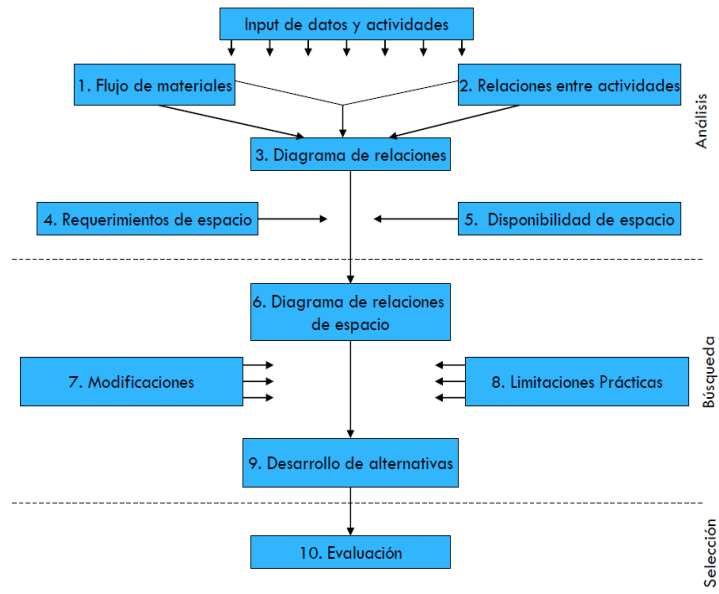 Input de datos y actividades
1. Flujo de materiales
2. Relaciones entre actividades
Análisis
3. Diagrama de relaciones
4. Requerimientos de espacio
5. Disponibilidad de espacio
6. Diagrama de relaciones
de espacio
7. Modificaciones
8. Limitaciones Prácticas
Búsqueda
9. Desarrollo de alternativas
10. Evaluación
Selección